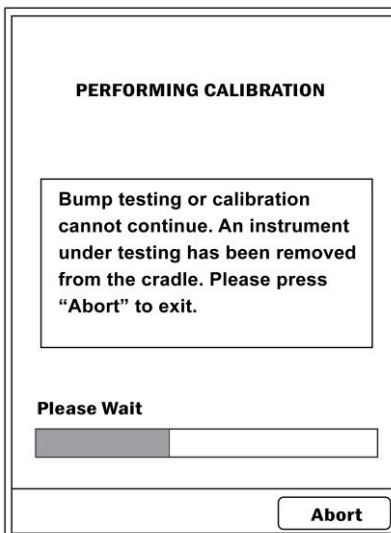 PERFORMING CALIBRATION
Bump testing or calibration
cannot continue. An instrument
under testing has been removed
from the cradle. Please press
“Abort” to exit.
Please Wait
Abort